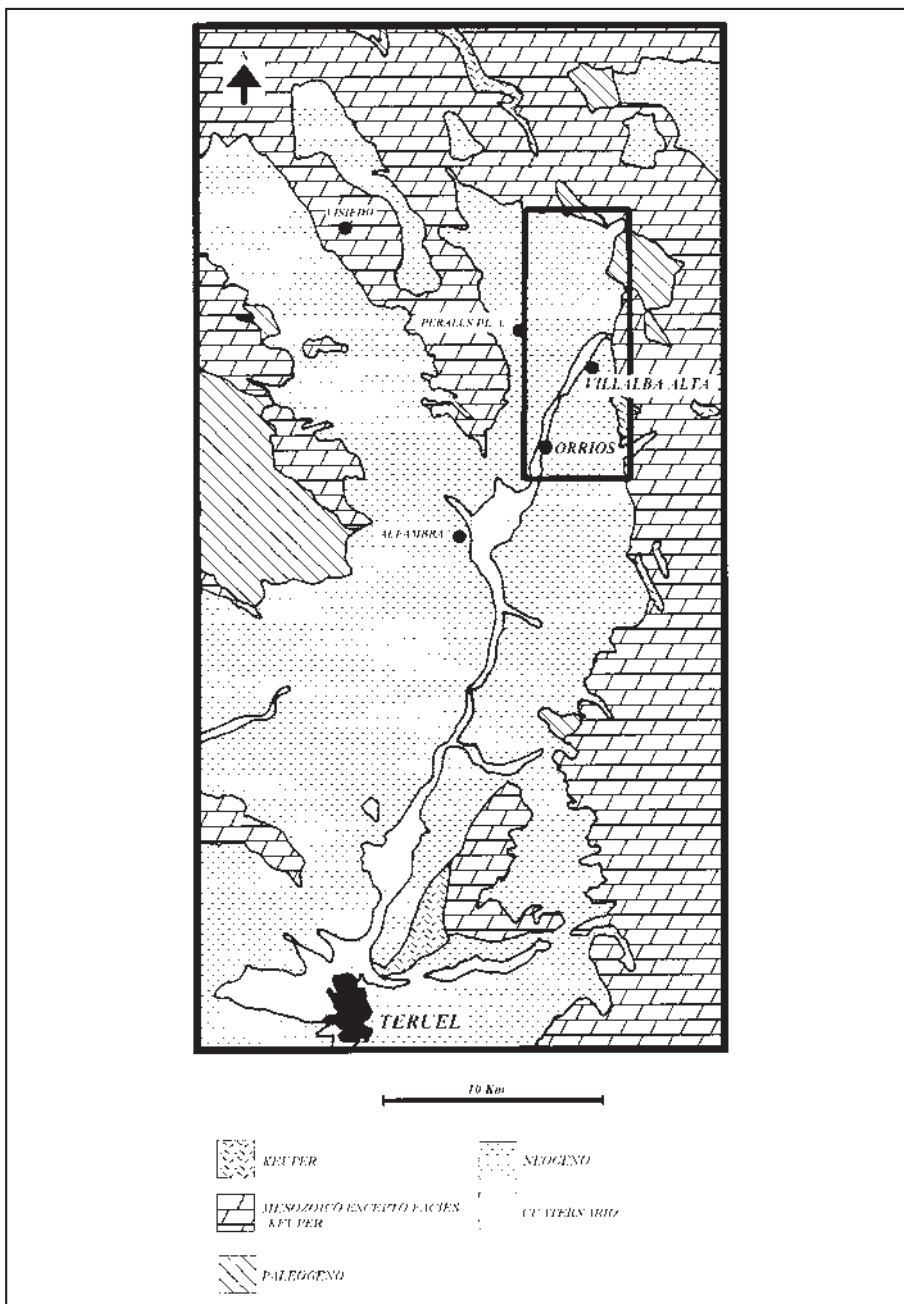 N
VISIEDO
PERALES DE A.
VILLALBA ALTA
ORRIOS
ALFAMBRA
TERUEL
10 Km
KEUPER
NEOGENO
MESOZOICO EXCEPTO FACIES
KEUPER
CUATERNARIO
PALEOGENO